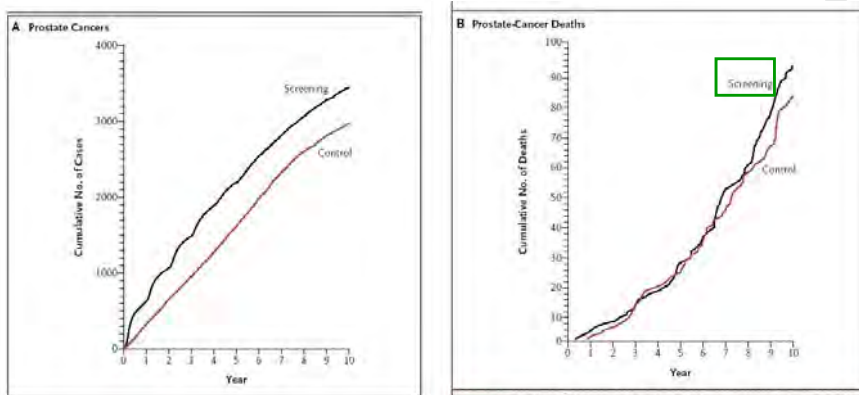 A Prostate Cancers
4000
3000
2000
1000
0
Cumulative No. of Cases
Screening
Control
0 1 2 3 4 5 6 7 8 9 10
Year
B Prostate-Cancer Deaths
100
90
80
70
60
50
40
30
20
10
0
Cumulative No. of Deaths
Screening
Control
0 1 2 3 4 5 6 7 8 9 10
Year